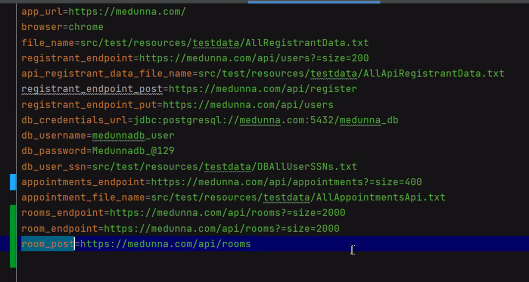 app_url=https://medunna.com/
browser=chrome
file_name=src/test/resources/testdata/AllRegistrantData.txt
registrant_endpoint=https://medunna.com/api/users?=size=200
api_registrant_data_file_name=src/test/resources/testdata/AllApiRegistrantData.txt
registrant_endpoint_post=https://medunna.com/api/register
registrant_endpoint_put=https://medunna.com/api/users
db_credentials_url=jdbc:postgresql://medunna.com:5432/medunna_db
db_username=medunnadb_user
db_password=Medunnadb_@129
db_user_ssn=src/test/resources/testdata/DBAllUserSSNs.txt
appointments_endpoint=https://medunna.com/api/appointments?=size=400
appointment_file_name=src/test/resources/testdata/AllAppointmentsApi.txt
rooms_endpoint=https://medunna.com/api/rooms?=size=2000
room_endpoint=https://medunna.com/api/rooms?=size=2000
room_post=https://medunna.com/api/rooms